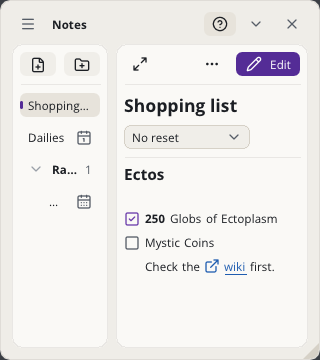 Notes
Edit
Shopping...
Dailies
Ra... 1
...
Shopping list
No reset
Ectos
250 Globs of Ectoplasm
Mystic Coins
Check the wiki first.